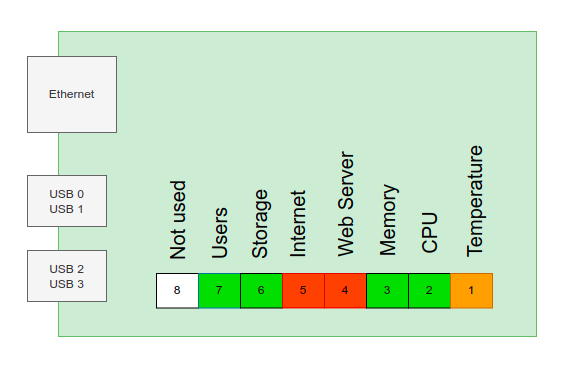 Ethernet
USB 0
USB 1
USB 2
USB 3
Not used
Users
Storage
Internet
Web Server
Memory
CPU
Temperature
8 7 6 5 4 3 2 1